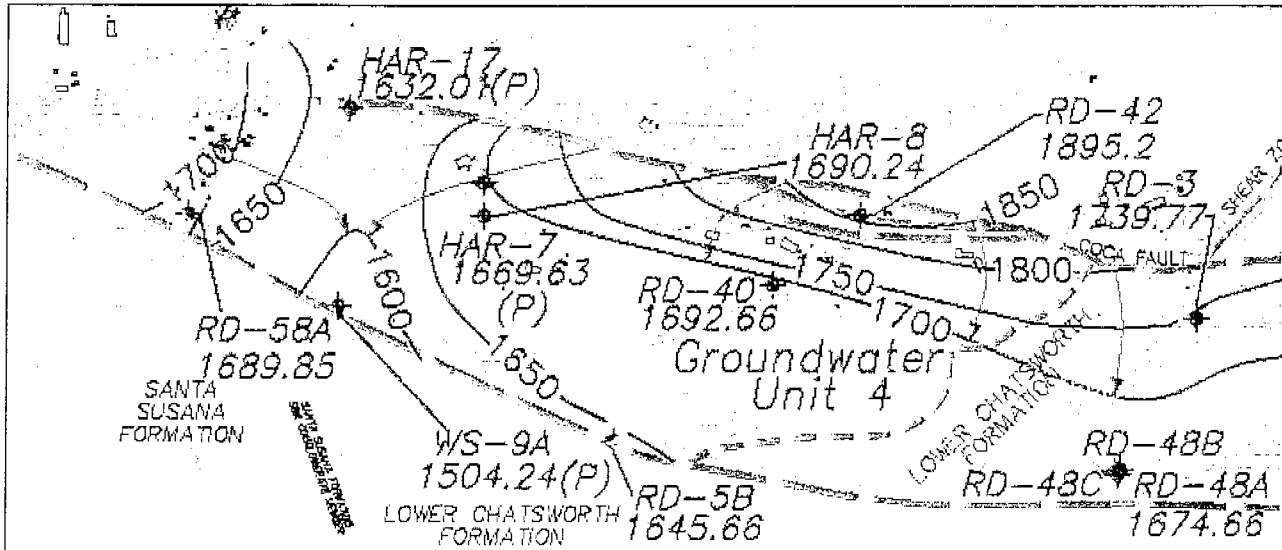 HAR-17
1632.01(P)
RD-42
1895.2
HAR-8
1690.24
RD-3
1739.77
SHEAR
1700
1650
1850
COCA FAULT
1800
HAR-7
1669.63
(P)
1750
RD-40
1692.66
1700
1600
RD-58A
1689.85
Groundwater
Unit 4
1650
SANTA
SUSANA
FORMATION
LOWER CHATSWORTH
FORMATION
WS-9A
1504.24(P)
LOWER CHATSWORTH
FORMATION
RD-5B
1645.66
RD-48B
RD-48C
RD-48A
1674.66